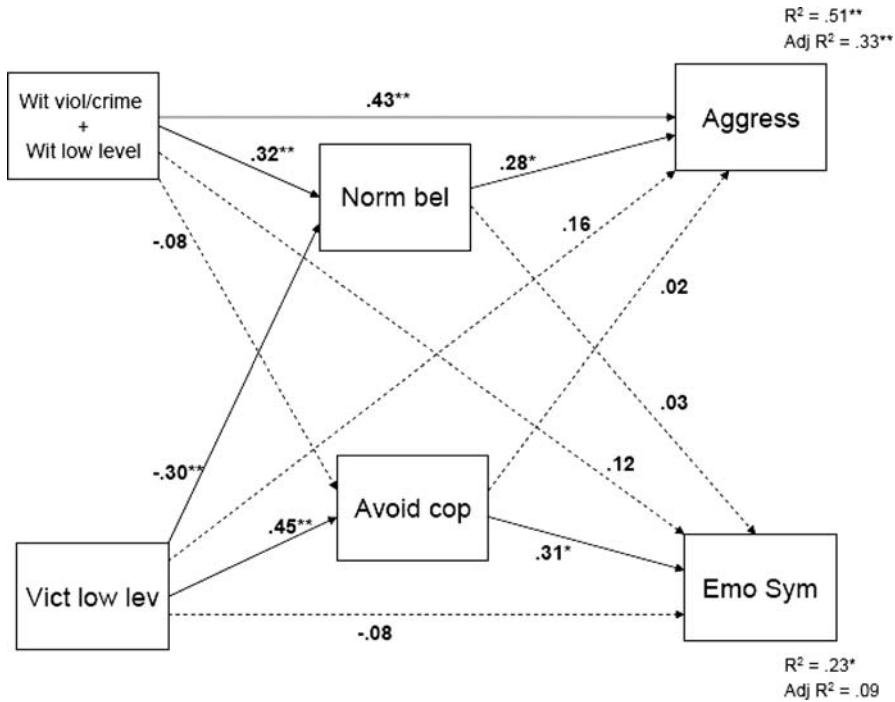 R² = .51**
Adj R² = .33**
Wit viol/crime
+
Wit low level
.43**
Aggress
.32**
Norm bel
.28*
-.08
.16
.02
.03
-.30**
.12
Avoid cop
.45**
.31*
Vict low lev
Emo Sym
-.08
R² = .23*
Adj R² = .09